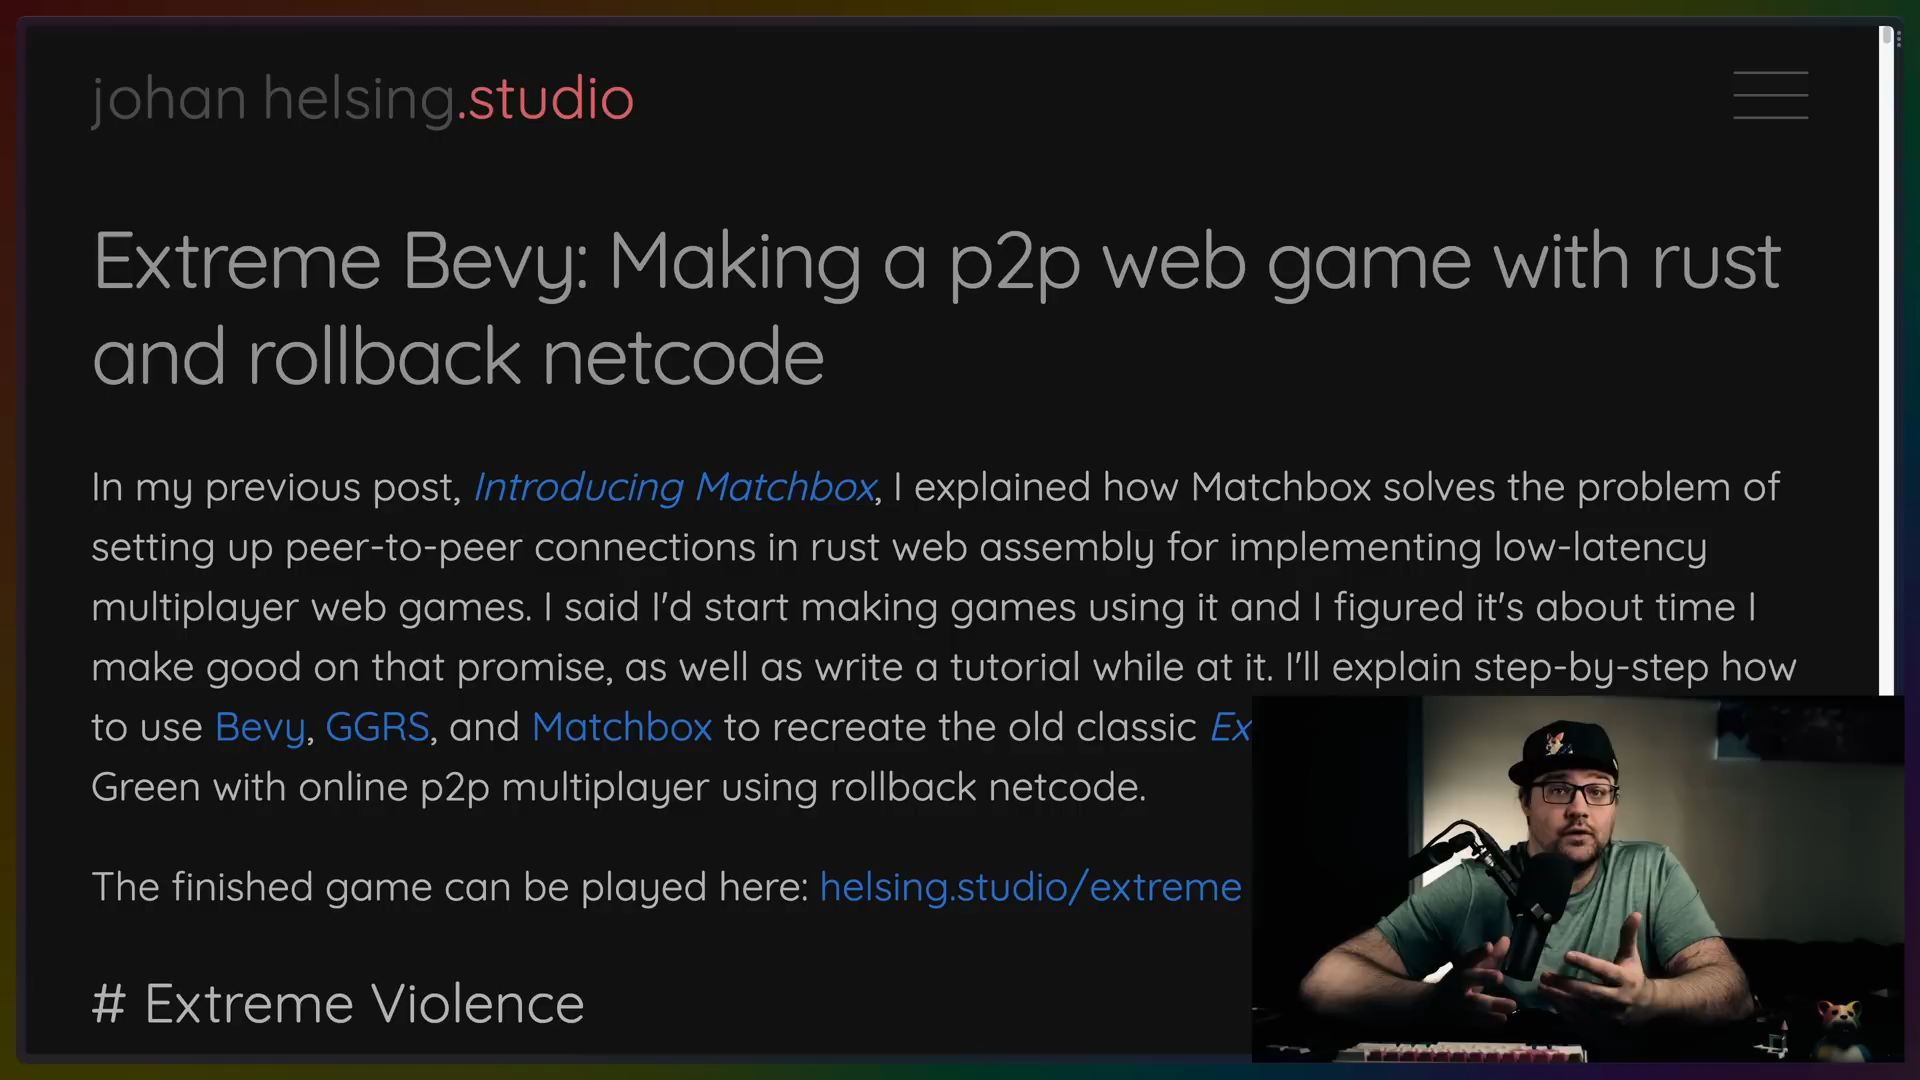 johan helsing.studio
Extreme Bevy: Making a p2p web game with rust
and rollback netcode
In my previous post, Introducing Matchbox, I explained how Matchbox solves the problem of
setting up peer-to-peer connections in rust web assembly for implementing low-latency
multiplayer web games. I said I'd start making games using it and I figured it's about time I
make good on that promise, as well as write a tutorial while at it. I'll explain step-by-step how
to use Bevy, GGRS, and Matchbox to recreate the old classic Ex
Green with online p2p multiplayer using rollback netcode.
The finished game can be played here: helsing.studio/extreme
# Extreme Violence